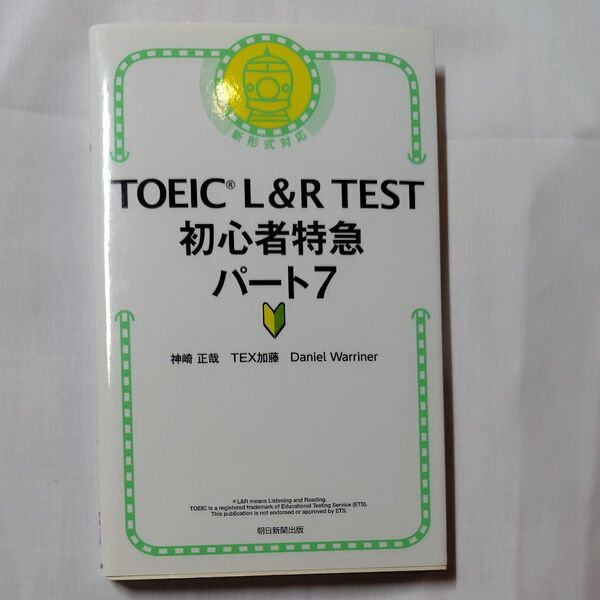 新形式対応
TOEIC® L&R TEST
初心者特急
パート7
神崎 正哉 TEX加藤 Daniel Warriner
*L&R means Listening and Reading.
TOEIC is a registered trademark of Educational Testing Service (ETS).
This publication is not endorsed or approved by ETS.
朝日新聞出版